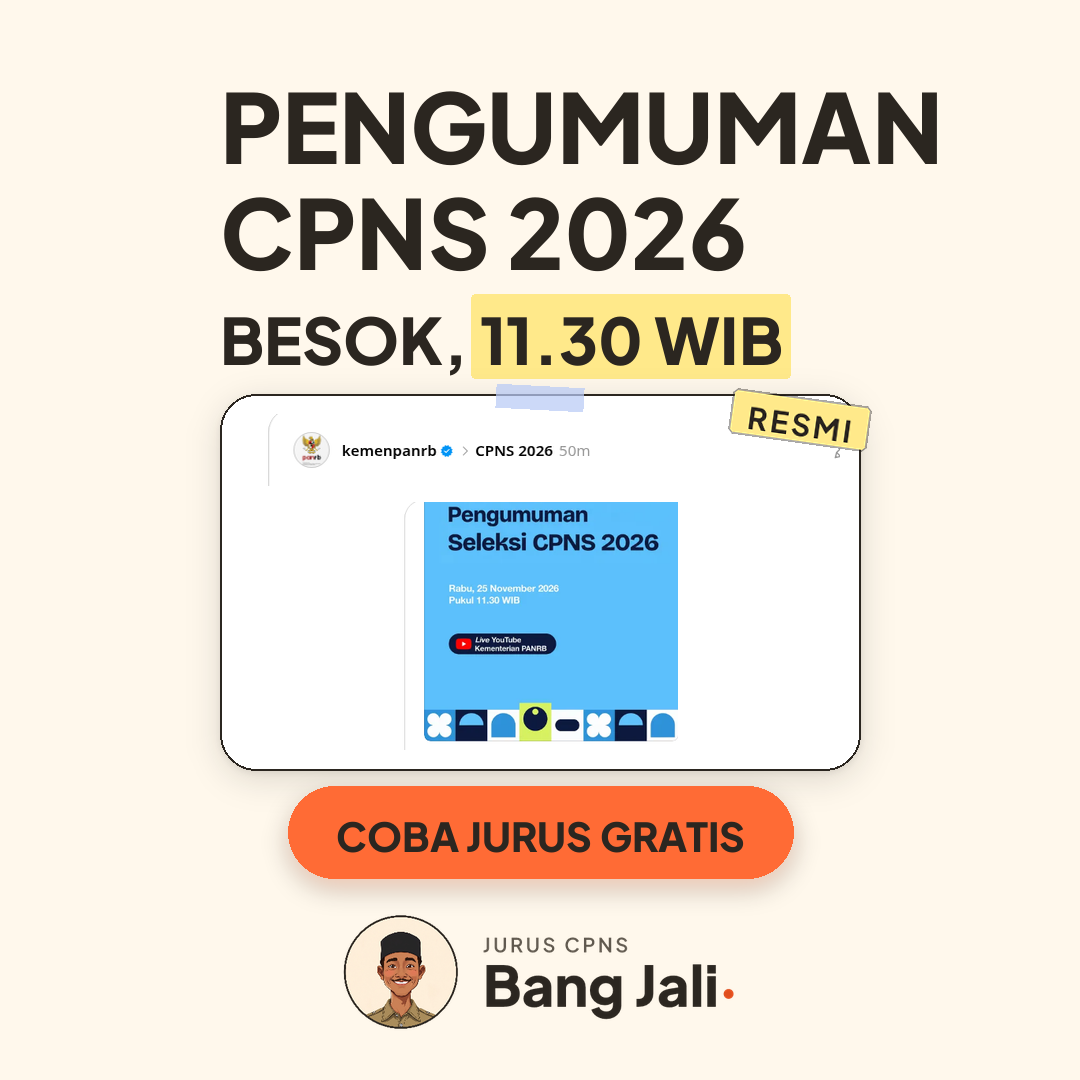 PENGUMUMAN
CPNS 2026
BESOK, 11.30 WIB
RESMI
kemenpanrb > CPNS 2026 50m
panrb
Pengumuman
Seleksi CPNS 2026
Rabu, 25 November 2026
Pukul 11.30 WIB
Live YouTube
Kementerian PANRB
COBA JURUS GRATIS
JURUS CPNS
Bang Jali